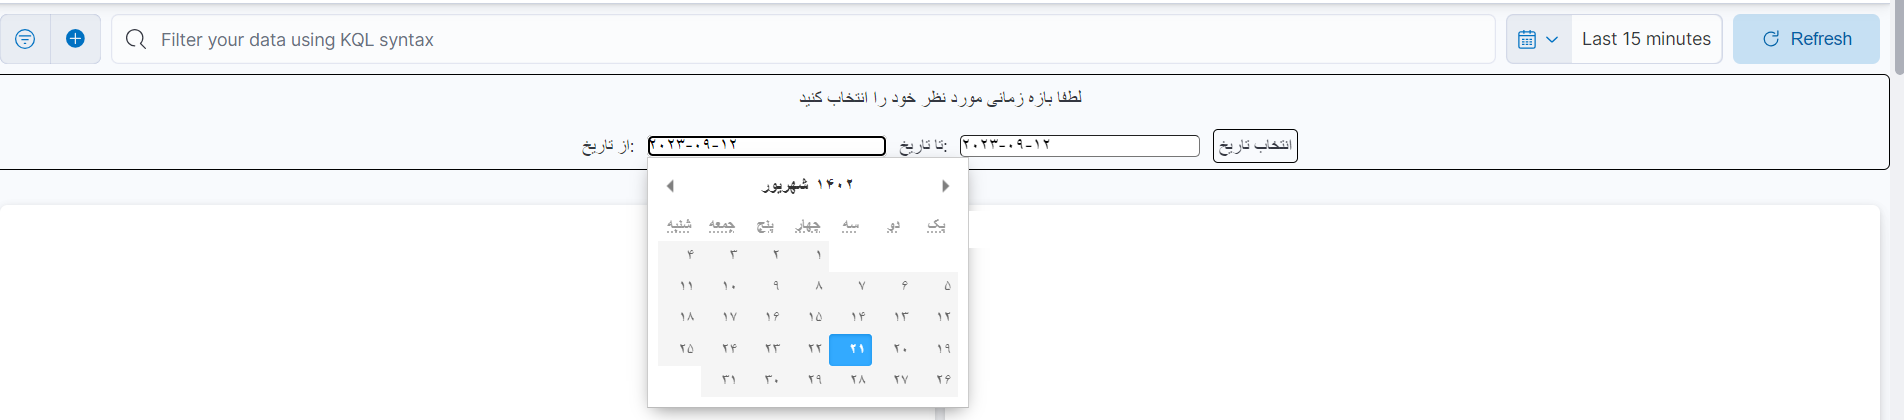 Filter your data using KQL syntax
Last 15 minutes
Refresh
لطفا بازه زمانی مورد نظر خود را انتخاب کنید
از تاریخ:
۲۰۲۳-۰۹-۱۲
تا تاریخ:
۲۰۲۳-۰۹-۱۲
انتخاب تاریخ
۱۴۰۲ شهریور
یک دو سه چهار پنج جمعه شنبه
۱ ۲ ۳ ۴
۵ ۶ ۷ ۸ ۹ ۱۰ ۱۱
۱۲ ۱۳ ۱۴ ۱۵ ۱۶ ۱۷ ۱۸
۱۹ ۲۰ ۲۱ ۲۲ ۲۳ ۲۴ ۲۵
۲۶ ۲۷ ۲۸ ۲۹ ۳۰ ۳۱